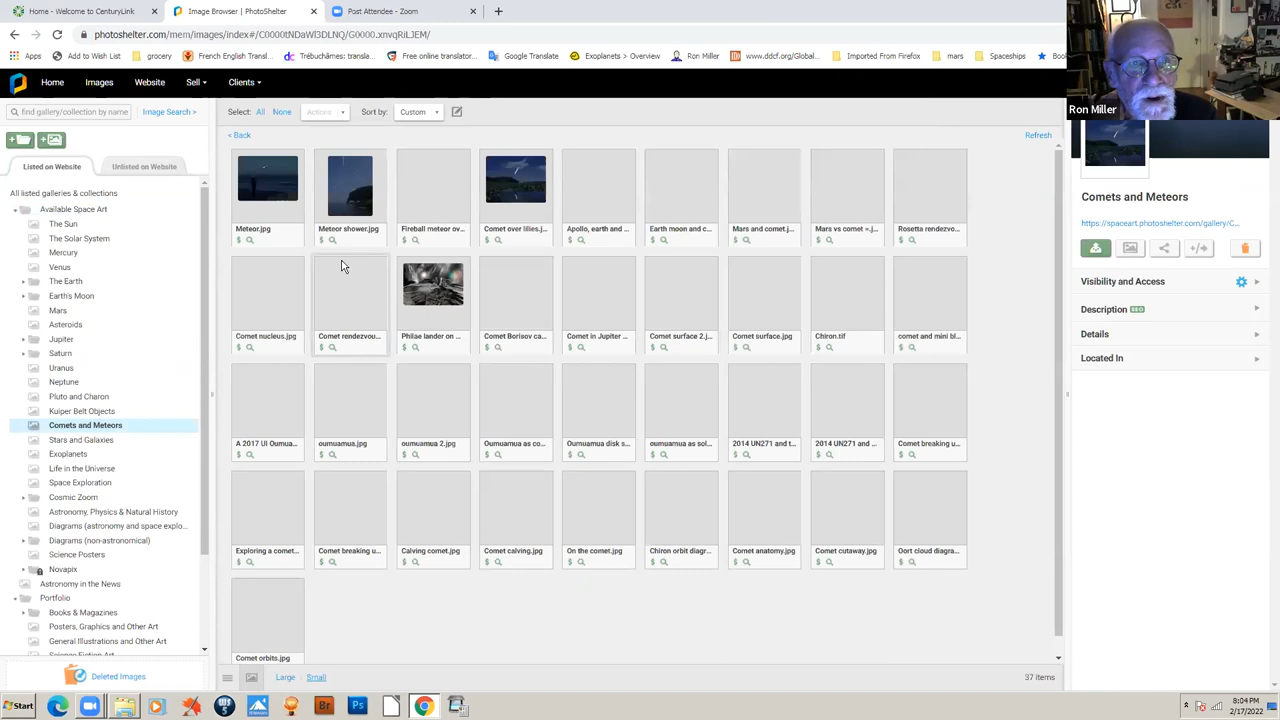 Home - Welcome to CenturyLink
Image Browser | PhotoShelter
Post Attendee - Zoom
photoshelter.com/mem/images/index#/C0000tNDaWl3DLNQ/G0000.xnvqRiLJEM/
Apps
Add to Wish List
grocery
French English Transl...
Trébuchâmes: transl...
Free online translator...
Google Translate
Exoplanets > Overview
Ron Miller
www.ddcf.org/Global...
Imported From Firefox
mars
Spaceships
Home
Images
Website
Sell
Clients
Ron Miller
find gallery/collection by name
Image Search >
Select:
All
None
Actions
Sort by:
Custom
< Back
Refresh
Listed on Website
Unlisted on Website
All listed galleries & collections
Available Space Art
The Sun
The Solar System
Mercury
Venus
The Earth
Earth's Moon
Mars
Asteroids
Jupiter
Saturn
Uranus
Neptune
Pluto and Charon
Kuiper Belt Objects
Comets and Meteors
Stars and Galaxies
Exoplanets
Life in the Universe
Space Exploration
Cosmic Zoom
Astronomy, Physics & Natural History
Diagrams (astronomy and space explo...
Diagrams (non-astronomical)
Science Posters
Novapix
Astronomy in the News
Portfolio
Books & Magazines
Posters, Graphics and Other Art
General Illustrations and Other Art
Deleted Images
Meteor.jpg
Meteor shower.jpg
Fireball meteor ov...
Comet over lilies.j...
Apollo, earth and ...
Earth moon and c...
Mars and comet.j...
Mars vs comet =.j...
Rosetta rendezvo...
Comet nucleus.jpg
Comet rendezvou...
Philae lander on ...
Comet Borisov ca...
Comet in Jupiter ...
Comet surface 2.j...
Comet surface.jpg
Chiron.tif
comet and mini bl...
A 2017 UI Oumua...
oumuamua.jpg
oumuamua 2.jpg
Oumuamua as co...
Oumuamua disk s...
oumuamua as sol...
2014 UN271 and t...
2014 UN271 and ...
Comet breaking u...
Exploring a comet...
Comet breaking u...
Calving comet.jpg
Comet calving.jpg
On the comet.jpg
Chiron orbit diagr...
Comet anatomy.jpg
Comet cutaway.jpg
Oort cloud diagra...
Comet orbits.jpg
Large
Small
37 items
Comets and Meteors
https://spaceart.photoshelter.com/gallery/C...
Visibility and Access
Description
Details
Located In
Start
8:04 PM
2/17/2022